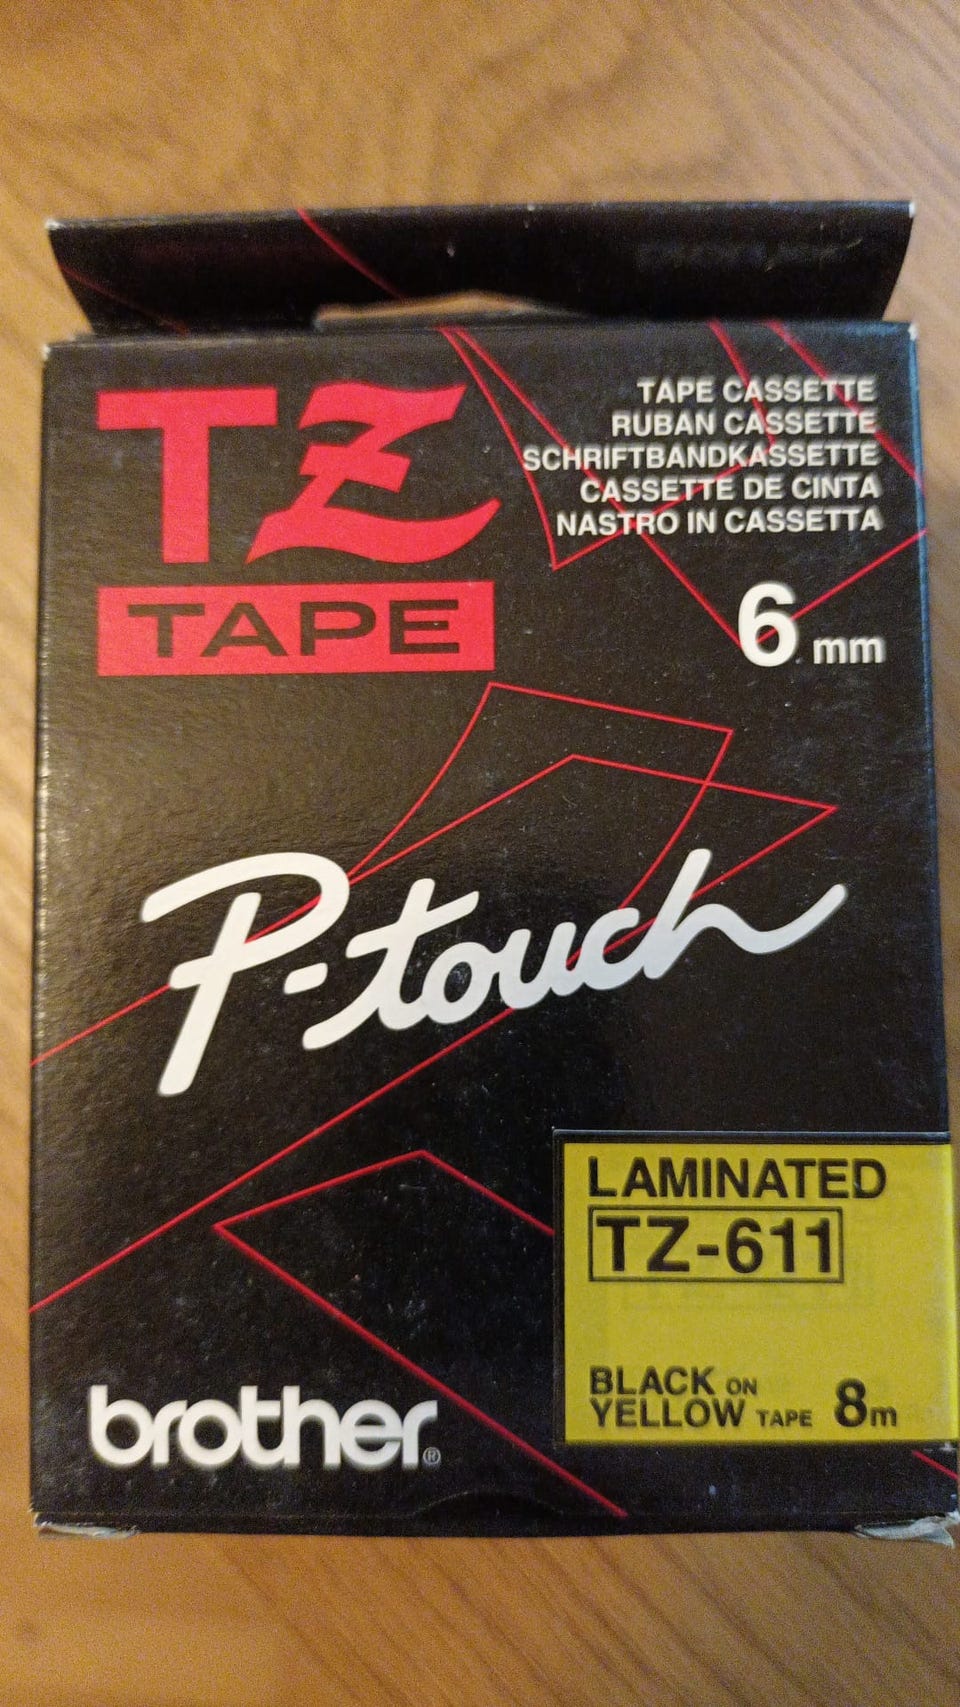 TZ
TAPE
TAPE CASSETTE
RUBAN CASSETTE
SCHRIFTBANDKASSETTE
CASSETTE DE CINTA
NASTRO IN CASSETTA
6 mm
P-touch
LAMINATED
TZ-611
BLACK ON
YELLOW TAPE 8m
brother®